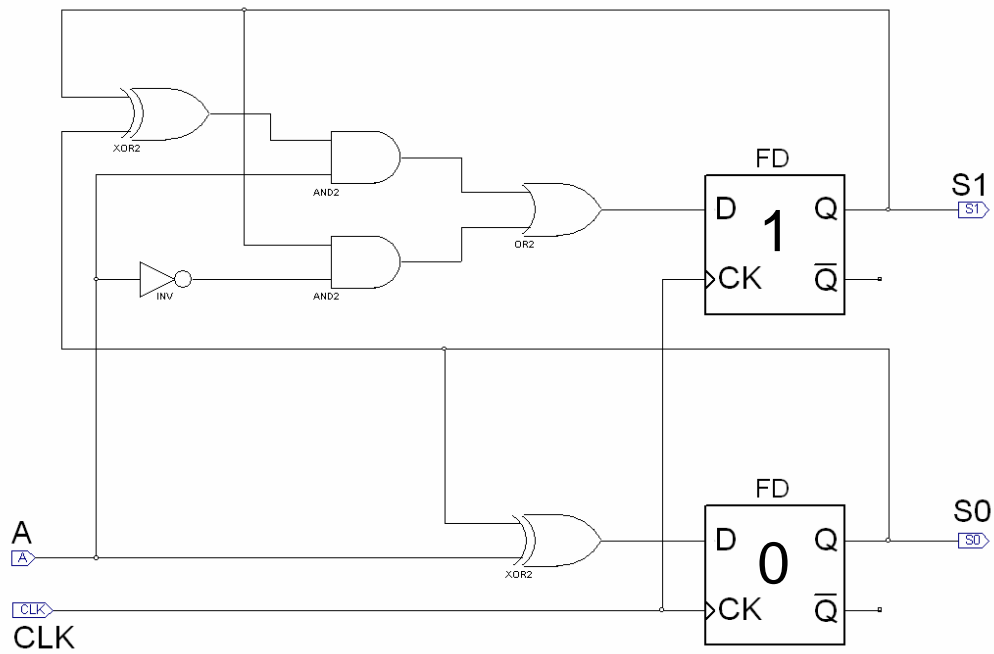 XOR2
AND2
AND2
INV
OR2
FD
D
Q
1
CK
Q̅
S1
S1
XOR2
FD
D
Q
0
CK
Q̅
S0
S0
A
A
CLK
CLK